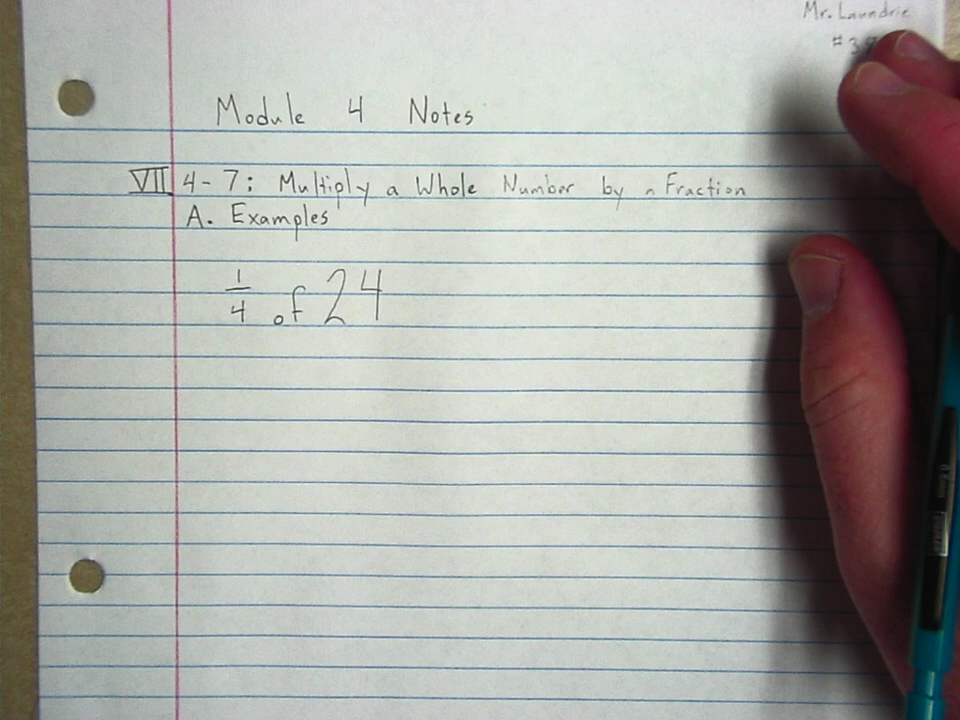 Mr. Laundrie
Module 4 Notes
VII. 4-7: Multiply a Whole Number by a Fraction
A. Examples
1/4 of 24